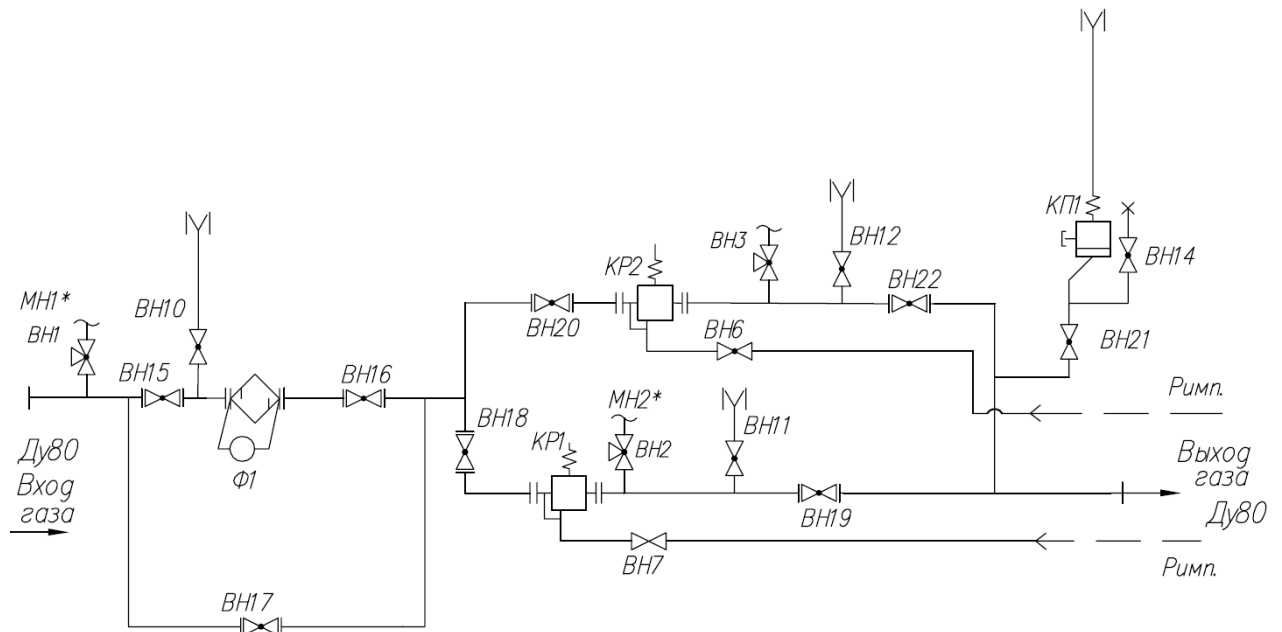 КП1
ВН14
ВН3
ВН12
КР2
ВН22
МН1*
ВН1
ВН10
ВН20
ВН6
ВН21
ВН15
ВН16
Римп.
МН2*
ВН11
ВН18
КР1
ВН2
Ду80
Вход
газа
Ф1
Выход
газа
Ду80
ВН19
ВН7
Римп.
ВН17